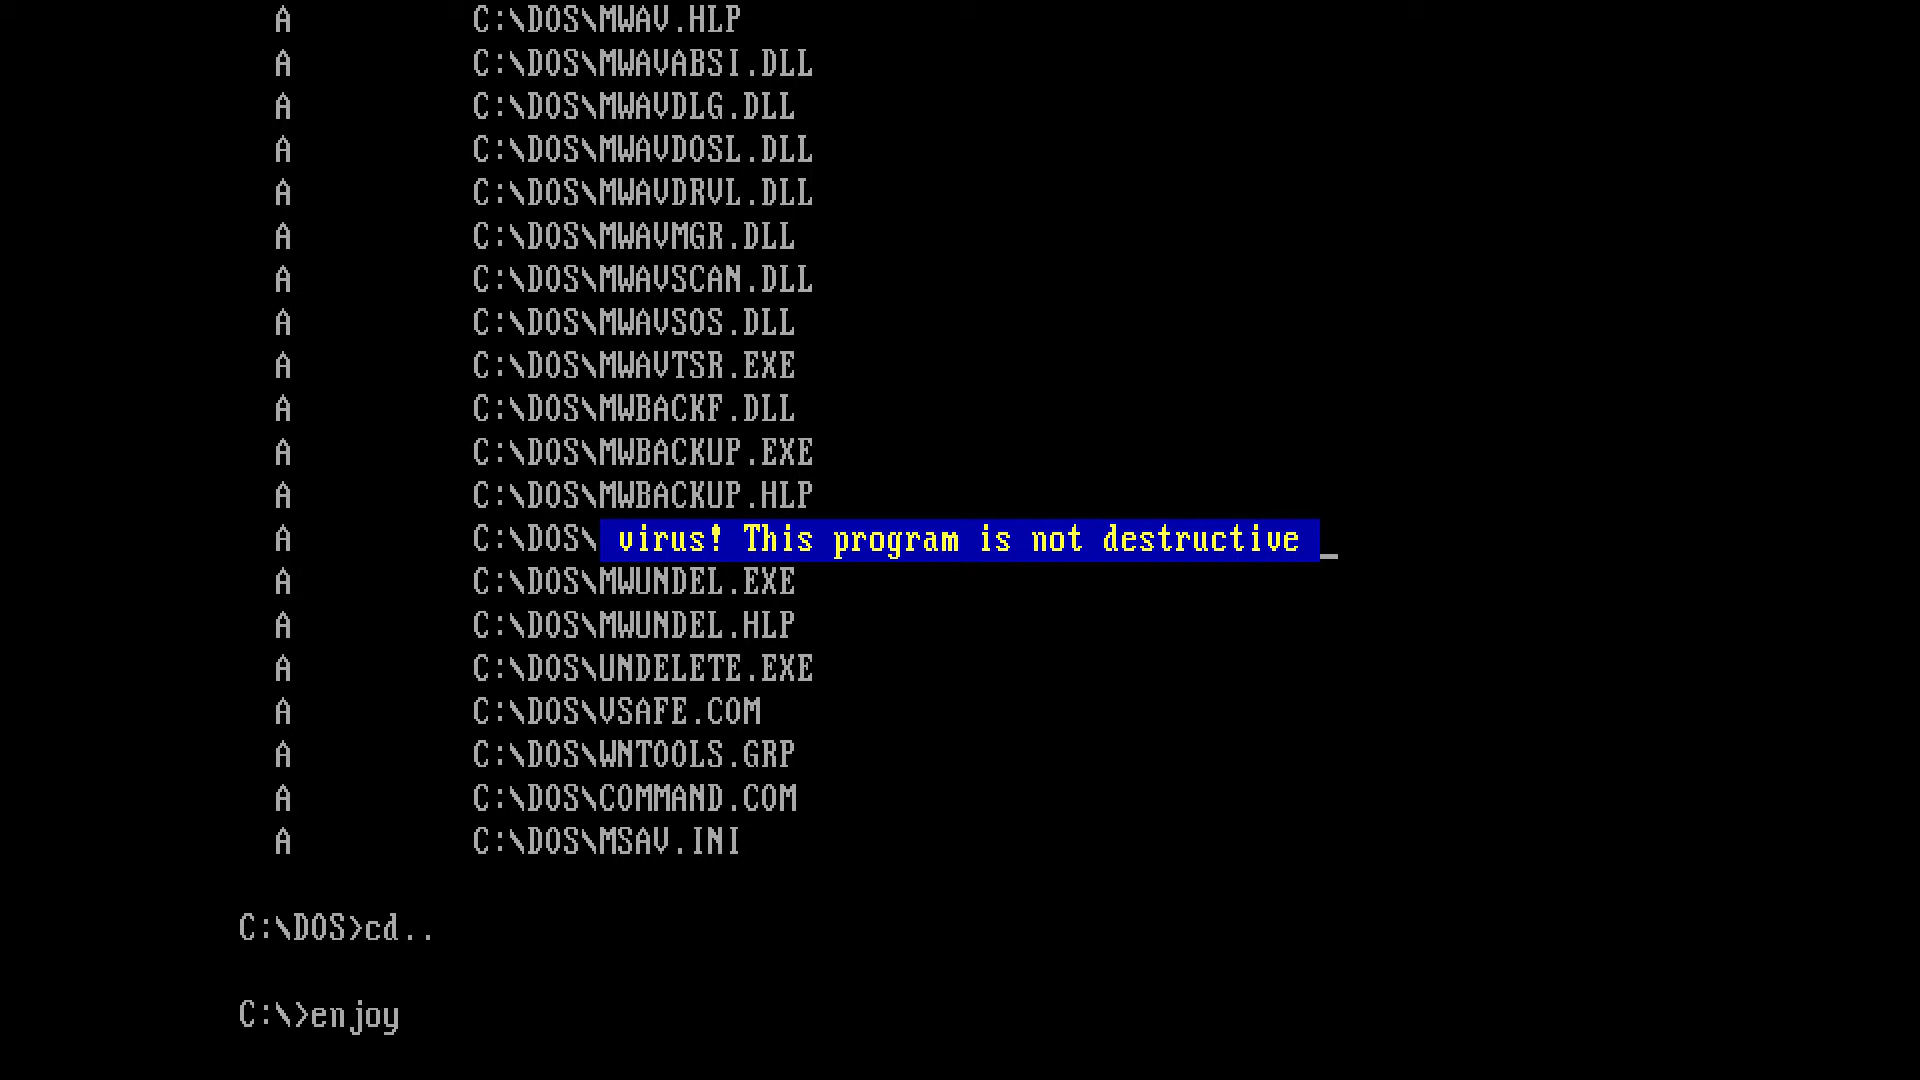 A C:\DOS\MWAV.HLP
A C:\DOS\MWAVABSI.DLL
A C:\DOS\MWAVDLG.DLL
A C:\DOS\MWAVDOSL.DLL
A C:\DOS\MWAVDRVL.DLL
A C:\DOS\MWAVMGR.DLL
A C:\DOS\MWAVSCAN.DLL
A C:\DOS\MWAVSOS.DLL
A C:\DOS\MWAVTSR.EXE
A C:\DOS\MWBACKF.DLL
A C:\DOS\MWBACKUP.EXE
A C:\DOS\MWBACKUP.HLP
A C:\DOS\ virus! This program is not destructive _
A C:\DOS\MWUNDEL.EXE
A C:\DOS\MWUNDEL.HLP
A C:\DOS\UNDELETE.EXE
A C:\DOS\VSAFE.COM
A C:\DOS\WNTOOLS.GRP
A C:\DOS\COMMAND.COM
A C:\DOS\MSAV.INI
C:\DOS>cd..
C:\>enjoy